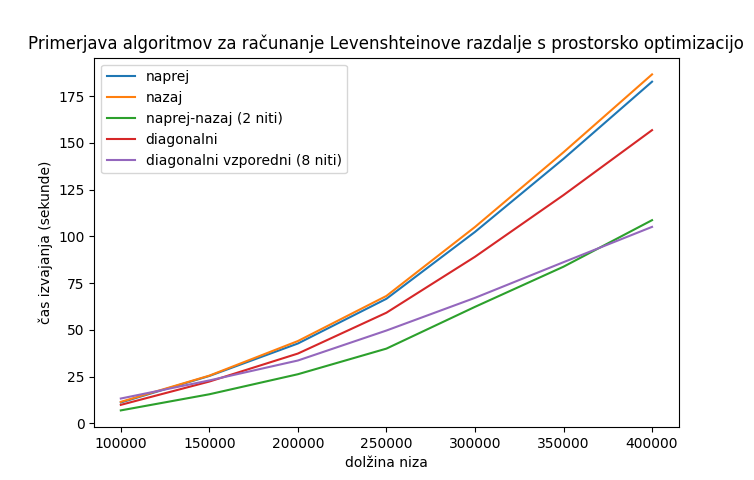 Primerjava algoritmov za računanje Levenshteinove razdalje s prostorsko optimizacijo
naprej
nazaj
naprej-nazaj (2 niti)
diagonalni
diagonalni vzporedni (8 niti)
čas izvajanja (sekunde)
175
150
125
100
75
50
25
0
100000 150000 200000 250000 300000 350000 400000
dolžina niza